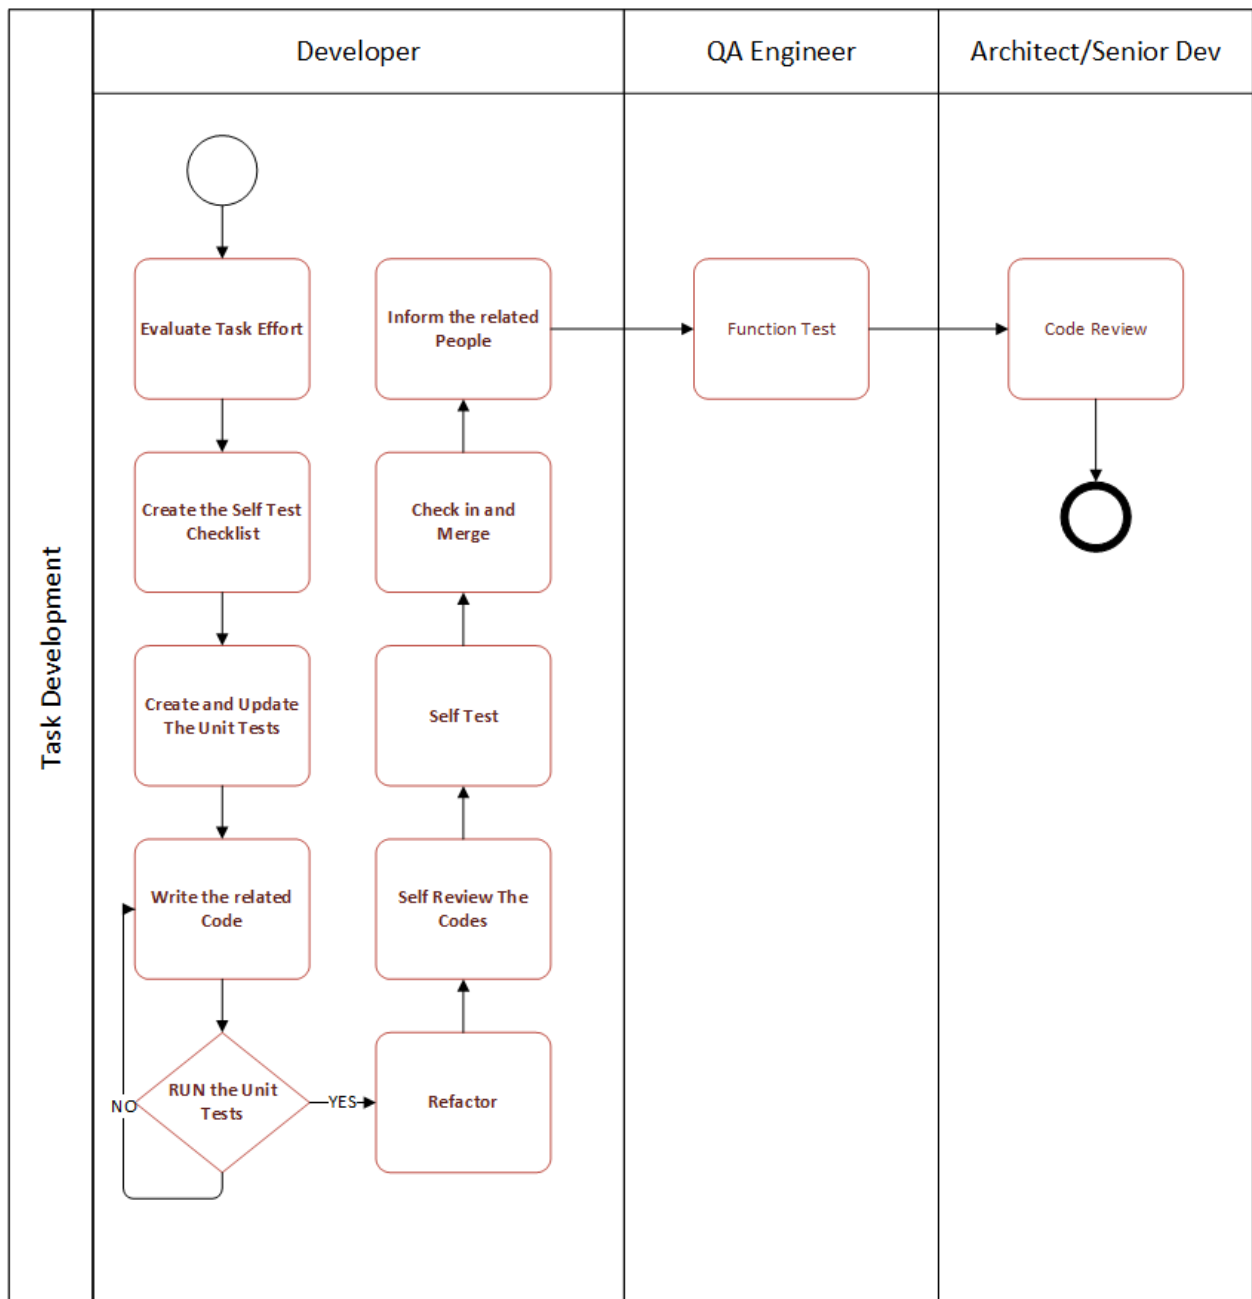 Developer
QA Engineer
Architect/Senior Dev
Task Development
Evaluate Task Effort
Create the Self Test
Checklist
Create and Update
The Unit Tests
Write the related
Code
RUN the Unit
Tests
NO
YES
Refactor
Self Review The
Codes
Self Test
Check in and
Merge
Inform the related
People
Function Test
Code Review